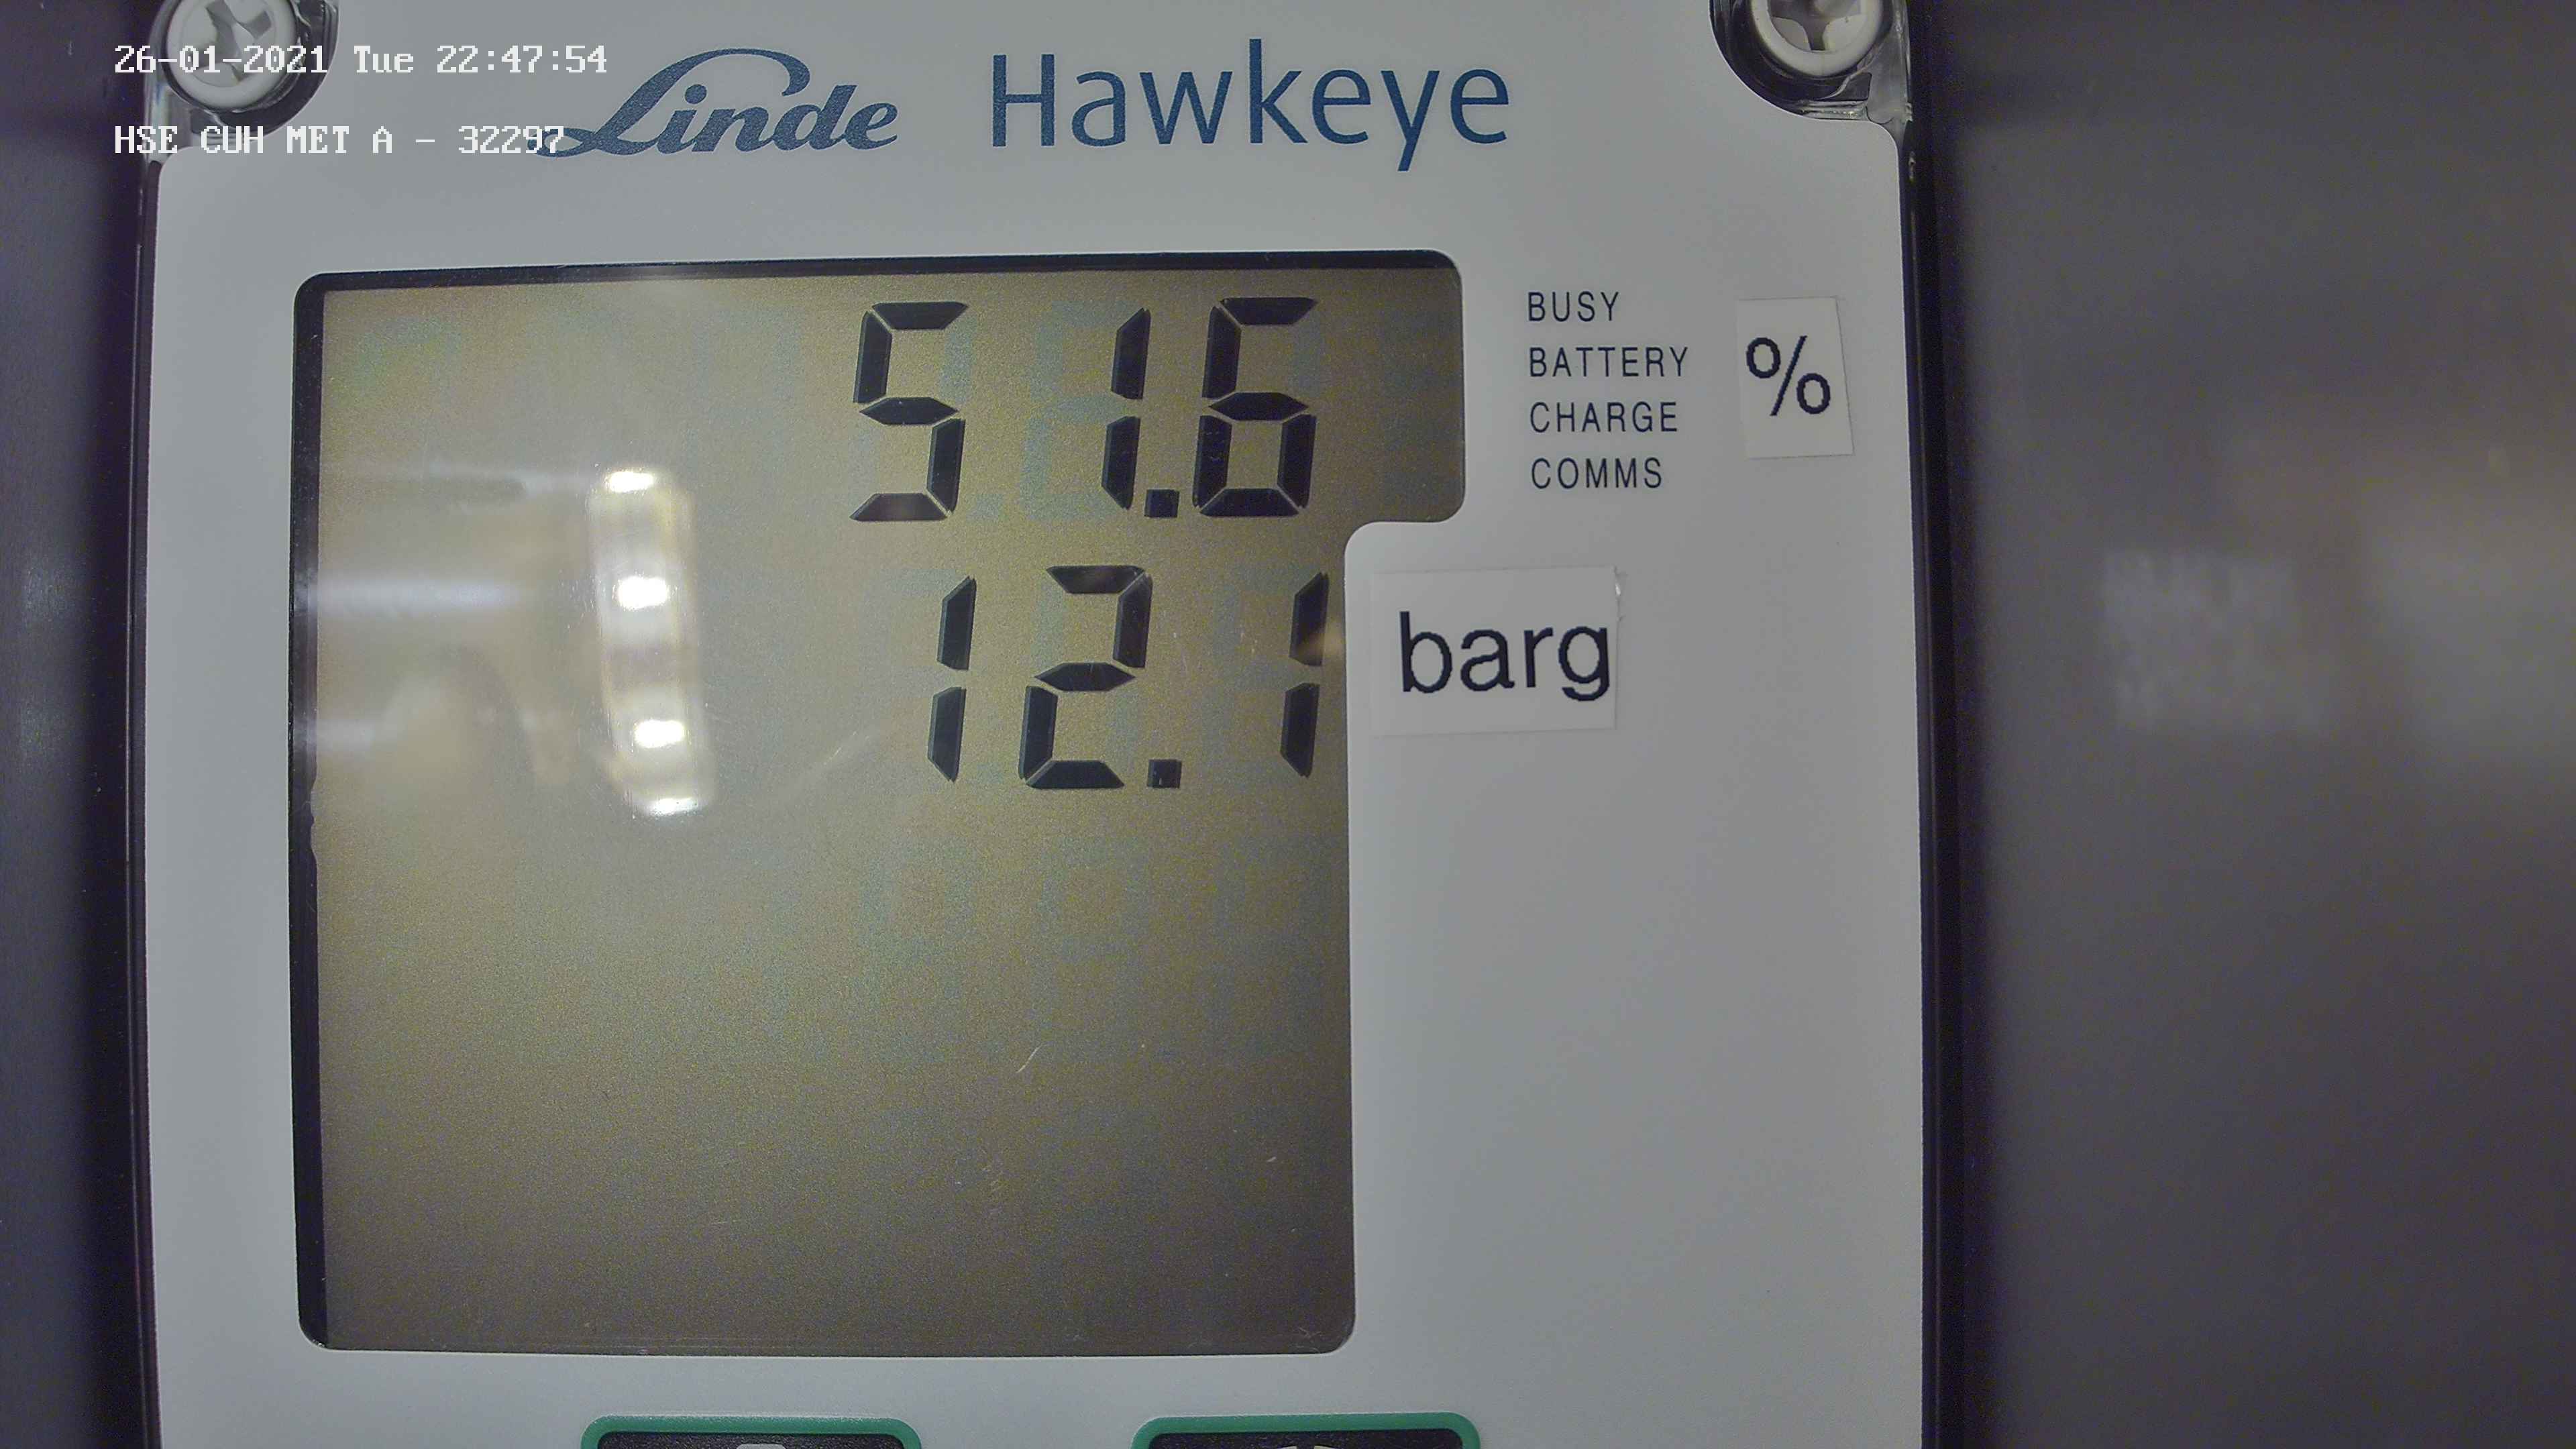 26-01-2021 Tue 22:47:54
HSE CUH MET A - 32297
Linde Hawkeye
51.6
BUSY
BATTERY
CHARGE
COMMS
%
12.1
barg